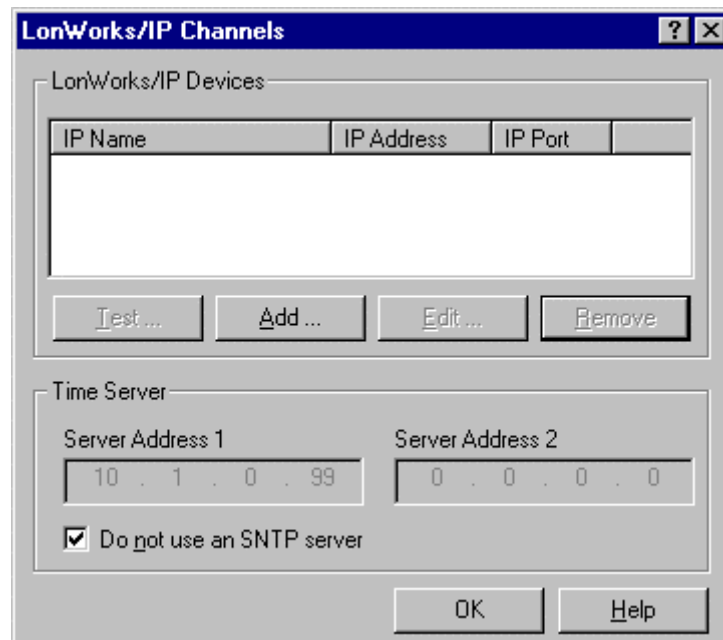 LonWorks/IP Channels
LonWorks/IP Devices
IP Name IP Address IP Port
Test ... Add ... Edit ... Remove
Time Server
Server Address 1 Server Address 2
10 . 1 . 0 . 99 0 . 0 . 0 . 0
Do not use an SNTP server
OK Help